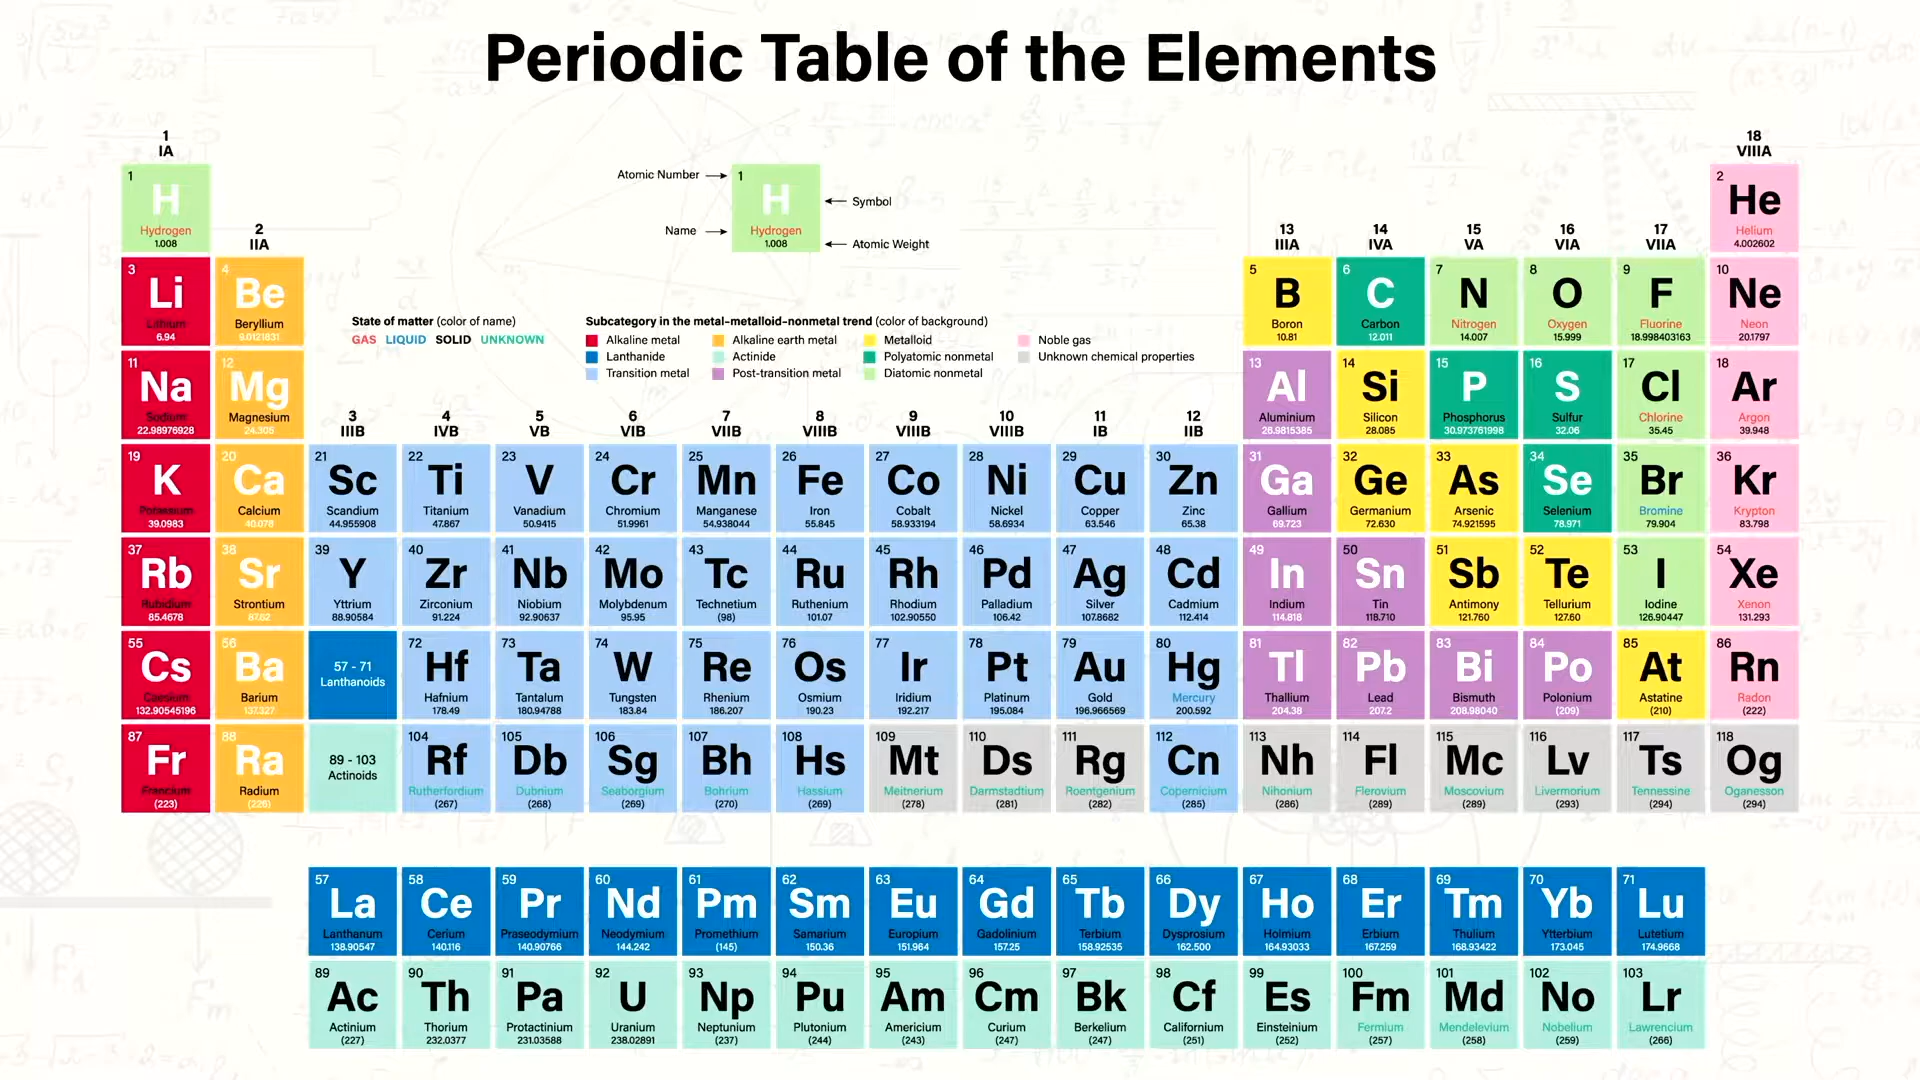 Periodic Table of the Elements
1
IA
18
VIIIA
1
H
Hydrogen
1.008
Atomic Number
Name
1
H
Hydrogen
1.008
Symbol
Atomic Weight
2
He
Helium
4.002602
2
IIA
13
IIIA
14
IVA
15
VA
16
VIA
17
VIIA
3
Li
Lithium
6.94
4
Be
Beryllium
9.0121831
State of matter (color of name)
GAS LIQUID SOLID UNKNOWN
Subcategory in the metal-metalloid-nonmetal trend (color of background)
Alkaline metal
Lanthanide
Transition metal
Alkaline earth metal
Actinide
Post-transition metal
Metalloid
Polyatomic nonmetal
Diatomic nonmetal
Noble gas
Unknown chemical properties
5
B
Boron
10.81
6
C
Carbon
12.011
7
N
Nitrogen
14.007
8
O
Oxygen
15.999
9
F
Fluorine
18.998403163
10
Ne
Neon
20.1797
11
Na
Sodium
22.98976928
12
Mg
Magnesium
24.305
13
Al
Aluminium
26.9815385
14
Si
Silicon
28.085
15
P
Phosphorus
30.973761998
16
S
Sulfur
32.06
17
Cl
Chlorine
35.45
18
Ar
Argon
39.948
3
IIIB
4
IVB
5
VB
6
VIB
7
VIIB
8
VIIIB
9
VIIIB
10
VIIIB
11
IB
12
IIB
19
K
Potassium
39.0983
20
Ca
Calcium
40.078
21
Sc
Scandium
44.955908
22
Ti
Titanium
47.867
23
V
Vanadium
50.9415
24
Cr
Chromium
51.9961
25
Mn
Manganese
54.938044
26
Fe
Iron
55.845
27
Co
Cobalt
58.933194
28
Ni
Nickel
58.6934
29
Cu
Copper
63.546
30
Zn
Zinc
65.38
31
Ga
Gallium
69.723
32
Ge
Germanium
72.630
33
As
Arsenic
74.921595
34
Se
Selenium
78.971
35
Br
Bromine
79.904
36
Kr
Krypton
83.798
37
Rb
Rubidium
85.4678
38
Sr
Strontium
87.62
39
Y
Yttrium
88.90584
40
Zr
Zirconium
91.224
41
Nb
Niobium
92.90637
42
Mo
Molybdenum
95.95
43
Tc
Technetium
(98)
44
Ru
Ruthenium
101.07
45
Rh
Rhodium
102.90550
46
Pd
Palladium
106.42
47
Ag
Silver
107.8682
48
Cd
Cadmium
112.414
49
In
Indium
114.818
50
Sn
Tin
118.710
51
Sb
Antimony
121.760
52
Te
Tellurium
127.60
53
I
Iodine
126.90447
54
Xe
Xenon
131.293
55
Cs
Caesium
132.90545196
56
Ba
Barium
137.327
57 - 71
Lanthanoids
72
Hf
Hafnium
178.49
73
Ta
Tantalum
180.94788
74
W
Tungsten
183.84
75
Re
Rhenium
186.207
76
Os
Osmium
190.23
77
Ir
Iridium
192.217
78
Pt
Platinum
195.084
79
Au
Gold
196.966569
80
Hg
Mercury
200.592
81
Tl
Thallium
204.38
82
Pb
Lead
207.2
83
Bi
Bismuth
208.98040
84
Po
Polonium
(209)
85
At
Astatine
(210)
86
Rn
Radon
(222)
87
Fr
Francium
(223)
88
Ra
Radium
(226)
89 - 103
Actinoids
104
Rf
Rutherfordium
(267)
105
Db
Dubnium
(268)
106
Sg
Seaborgium
(269)
107
Bh
Bohrium
(270)
108
Hs
Hassium
(269)
109
Mt
Meitnerium
(278)
110
Ds
Darmstadtium
(281)
111
Rg
Roentgenium
(282)
112
Cn
Copernicium
(285)
113
Nh
Nihonium
(286)
114
Fl
Flerovium
(289)
115
Mc
Moscovium
(289)
116
Lv
Livermorium
(293)
117
Ts
Tennessine
(294)
118
Og
Oganesson
(294)
57
La
Lanthanum
138.90547
58
Ce
Cerium
140.116
59
Pr
Praseodymium
140.90766
60
Nd
Neodymium
144.242
61
Pm
Promethium
(145)
62
Sm
Samarium
150.36
63
Eu
Europium
151.964
64
Gd
Gadolinium
157.25
65
Tb
Terbium
158.92535
66
Dy
Dysprosium
162.500
67
Ho
Holmium
164.93033
68
Er
Erbium
167.259
69
Tm
Thulium
168.93422
70
Yb
Ytterbium
173.045
71
Lu
Lutetium
174.9668
89
Ac
Actinium
(227)
90
Th
Thorium
232.0377
91
Pa
Protactinium
231.03588
92
U
Uranium
238.02891
93
Np
Neptunium
(237)
94
Pu
Plutonium
(244)
95
Am
Americium
(243)
96
Cm
Curium
(247)
97
Bk
Berkelium
(247)
98
Cf
Californium
(251)
99
Es
Einsteinium
(252)
100
Fm
Fermium
(257)
101
Md
Mendelevium
(258)
102
No
Nobelium
(259)
103
Lr
Lawrencium
(266)